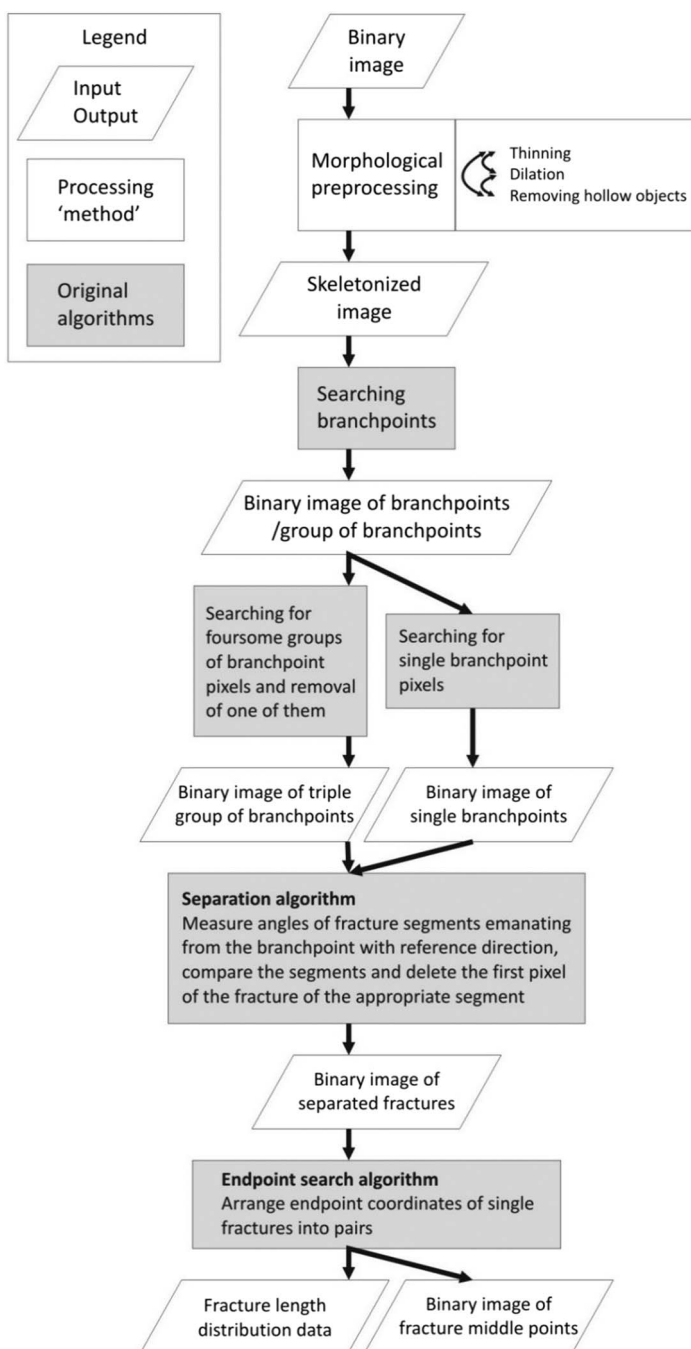 Legend
Input
Output
Processing
‘method’
Original
algorithms
Binary
image
Morphological
preprocessing
Thinning
Dilation
Removing hollow objects
Skeletonized
image
Searching
branchpoints
Binary image of branchpoints
/group of branchpoints
Searching for
foursome groups
of branchpoint
pixels and removal
of one of them
Searching for
single branchpoint
pixels
Binary image of triple
group of branchpoints
Binary image of
single branchpoints
Separation algorithm
Measure angles of fracture segments emanating
from the branchpoint with reference direction,
compare the segments and delete the first pixel
of the fracture of the appropriate segment
Binary image of
separated fractures
Endpoint search algorithm
Arrange endpoint coordinates of single
fractures into pairs
Fracture length
distribution data
Binary image of
fracture middle points